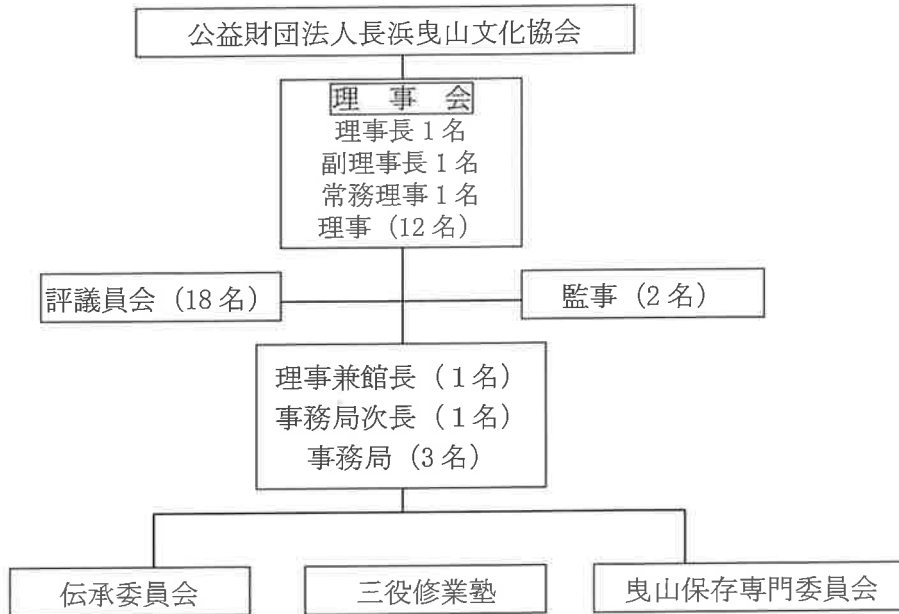 公益財団法人長浜曳山文化協会
理 事 会
理事長 1 名
副理事長 1 名
常務理事 1 名
理事（12 名）
評議員会（18 名）
監事（2 名）
理事兼館長（1 名）
事務局次長（1 名）
事務局（3 名）
伝承委員会
三役修業塾
曳山保存専門委員会